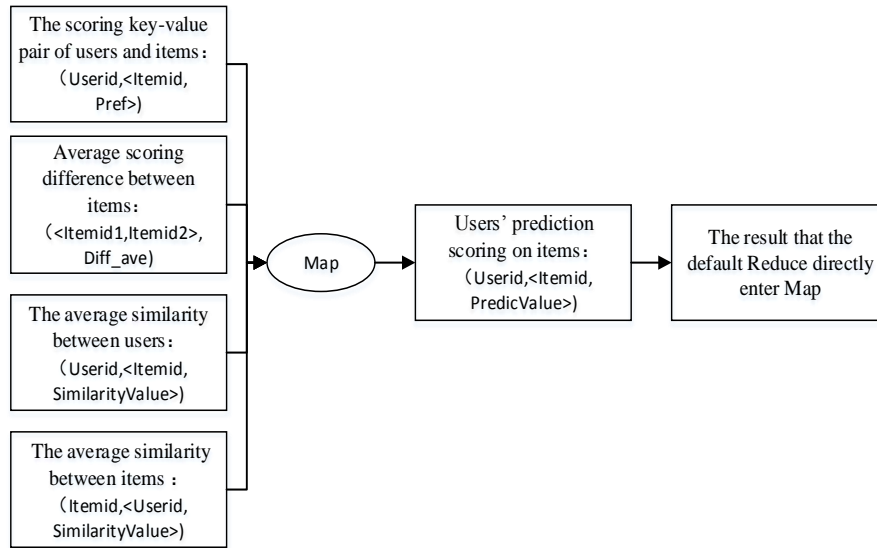 The scoring key-value
pair of users and items：
（Userid,<Itemid,
Pref>)
Average scoring
difference between
items：
(<Itemid1,Itemid2>,
Diff_ave)
The average similarity
between users：
（Userid,<Itemid,
SimilarityValue>)
The average similarity
between items：
（Itemid,<Userid,
SimilarityValue>)
Map
Users’ prediction
scoring on items：
（Userid,<Itemid,
PredicValue>)
The result that the
default Reduce directly
enter Map